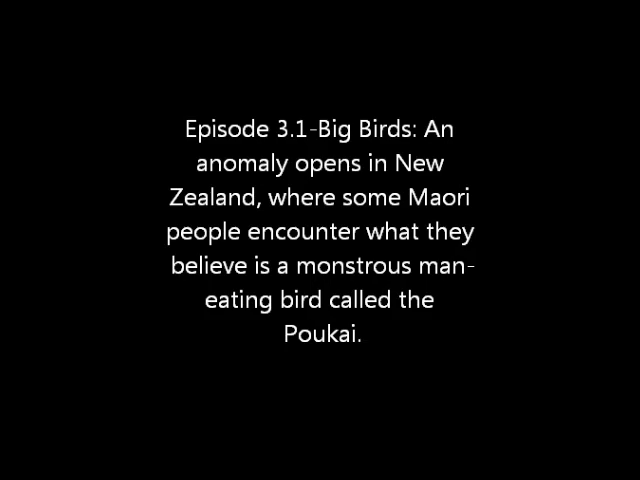 Episode 3.1-Big Birds: An
anomaly opens in New
Zealand, where some Maori
people encounter what they
believe is a monstrous man-
eating bird called the
Poukai.